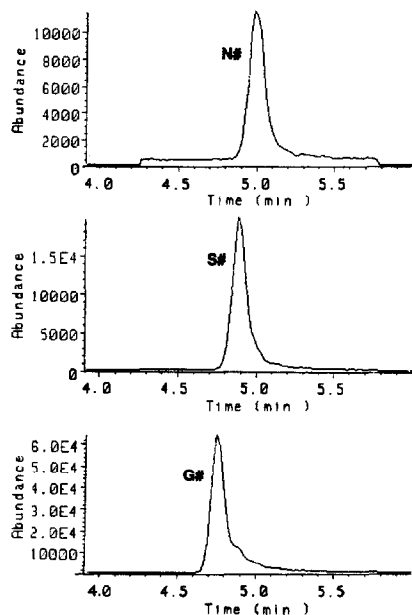 10000
8000
6000
4000
2000
0
Abundance
N#
4.0 4.5 5.0 5.5
Time (min )
1.5E4
10000
5000
0
Abundance
S#
4.0 4.5 5.0 5.5
Time (min )
6.0E4
5.0E4
4.0E4
3.0E4
2.0E4
10000
Abundance
G#
4.0 4.5 5.0 5.5
Time (min )